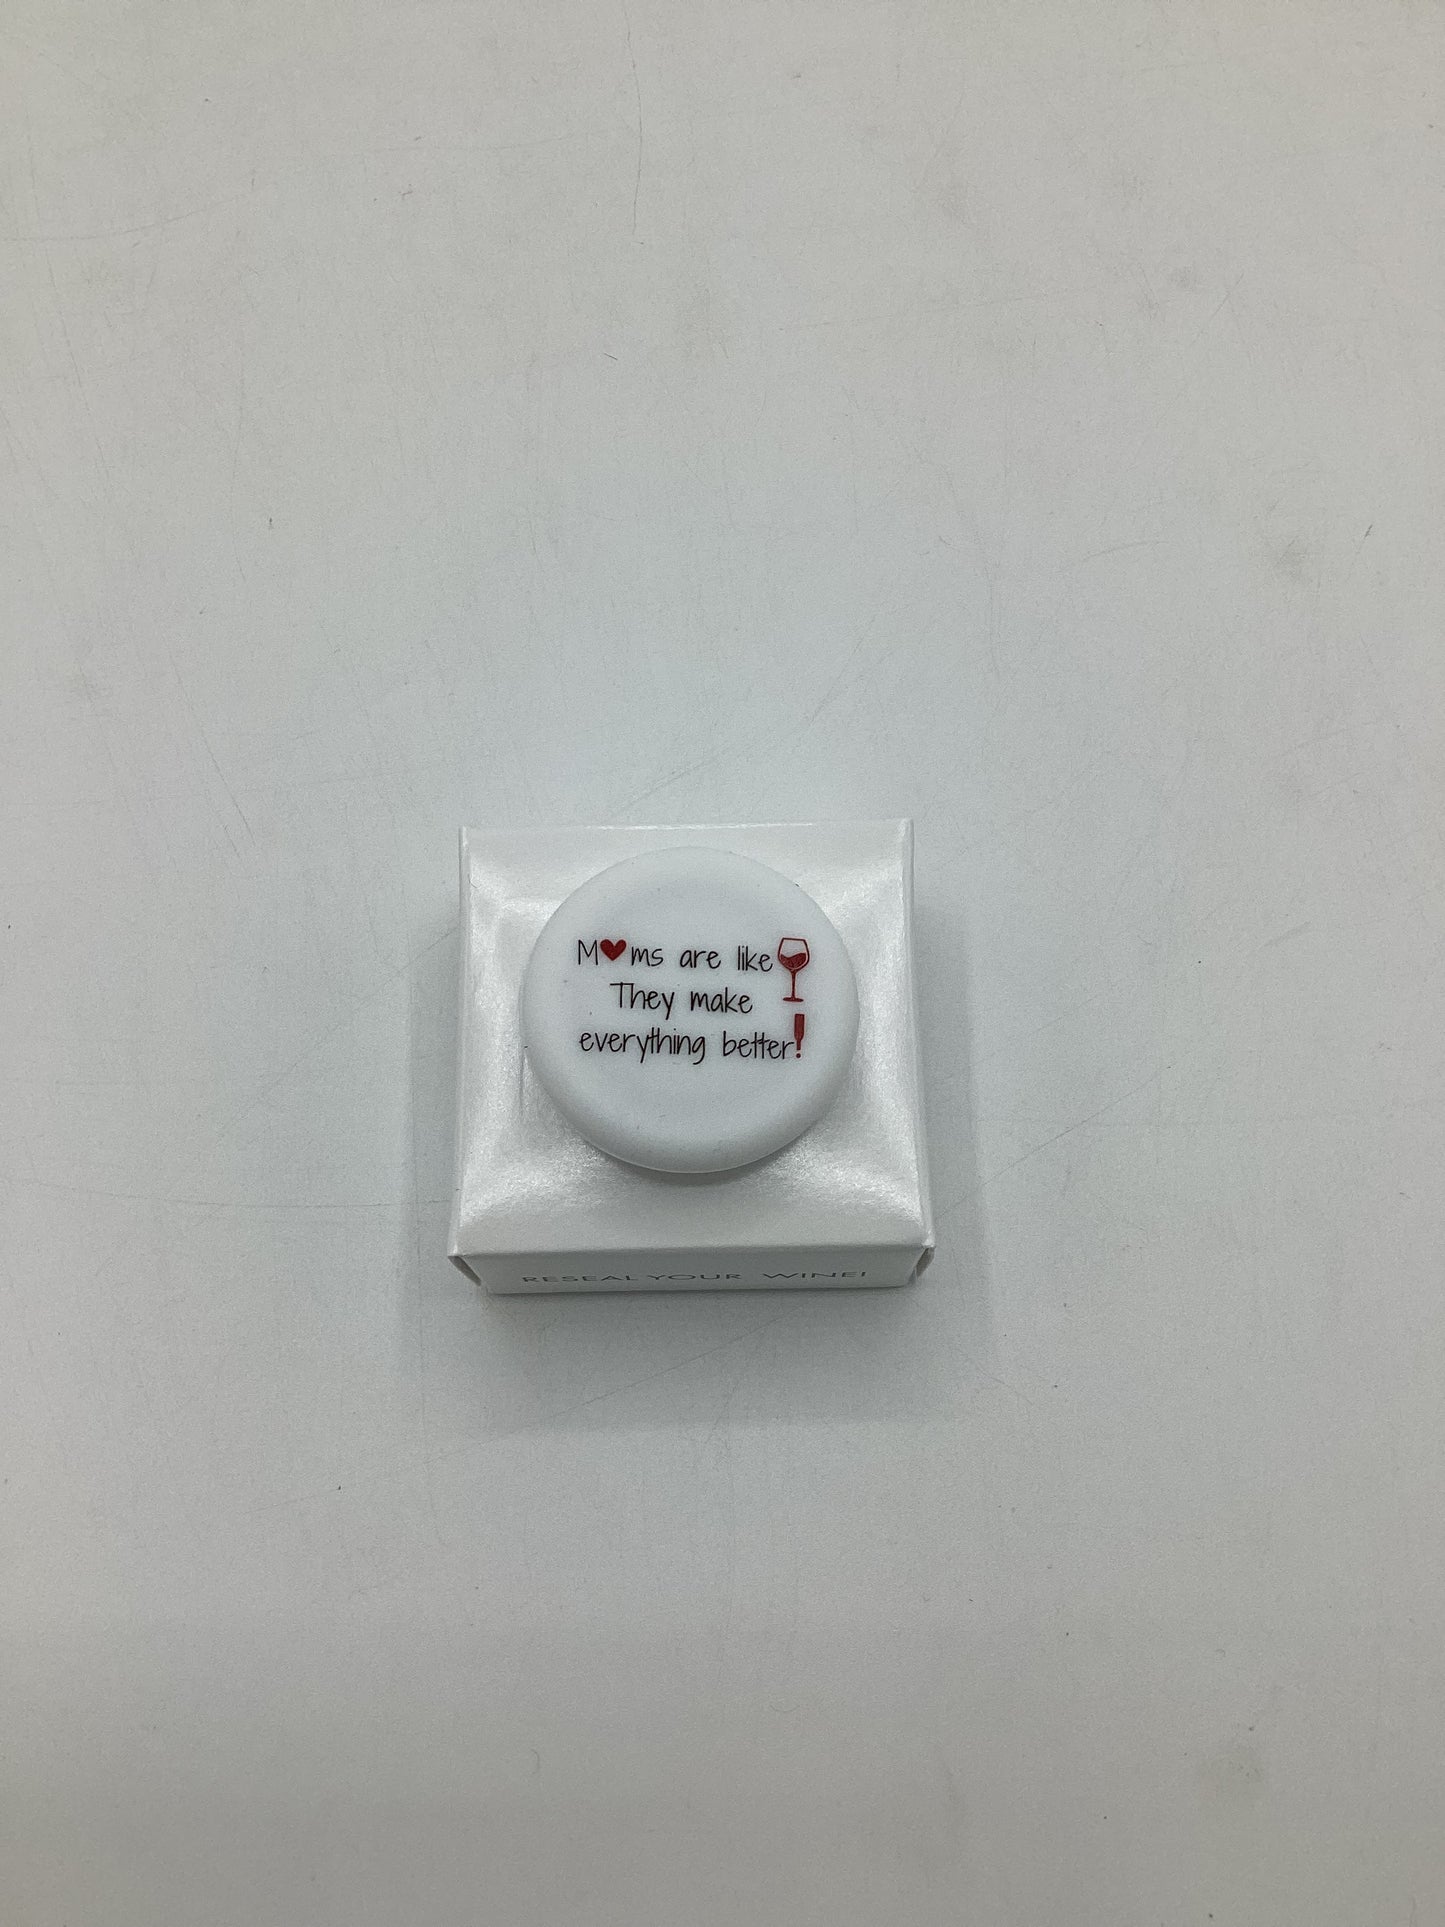 M♥ms are like
They make
everything better!
RESEAL YOUR WINE!